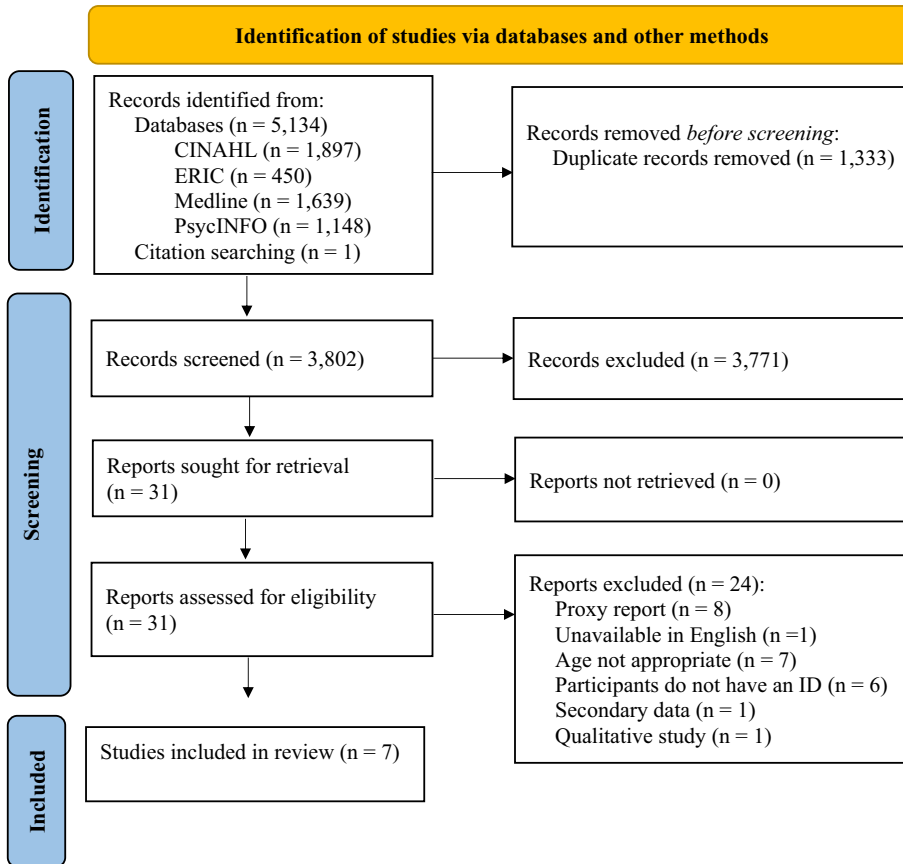 Identification of studies via databases and other methods
Identification
Records identified from:
Databases (n = 5,134)
CINAHL (n = 1,897)
ERIC (n = 450)
Medline (n = 1,639)
PsycINFO (n = 1,148)
Citation searching (n = 1)
Records removed before screening:
Duplicate records removed (n = 1,333)
Screening
Records screened (n = 3,802)
Records excluded (n = 3,771)
Reports sought for retrieval
(n = 31)
Reports not retrieved (n = 0)
Reports assessed for eligibility
(n = 31)
Reports excluded (n = 24):
Proxy report (n = 8)
Unavailable in English (n =1)
Age not appropriate (n = 7)
Participants do not have an ID (n = 6)
Secondary data (n = 1)
Qualitative study (n = 1)
Included
Studies included in review (n = 7)